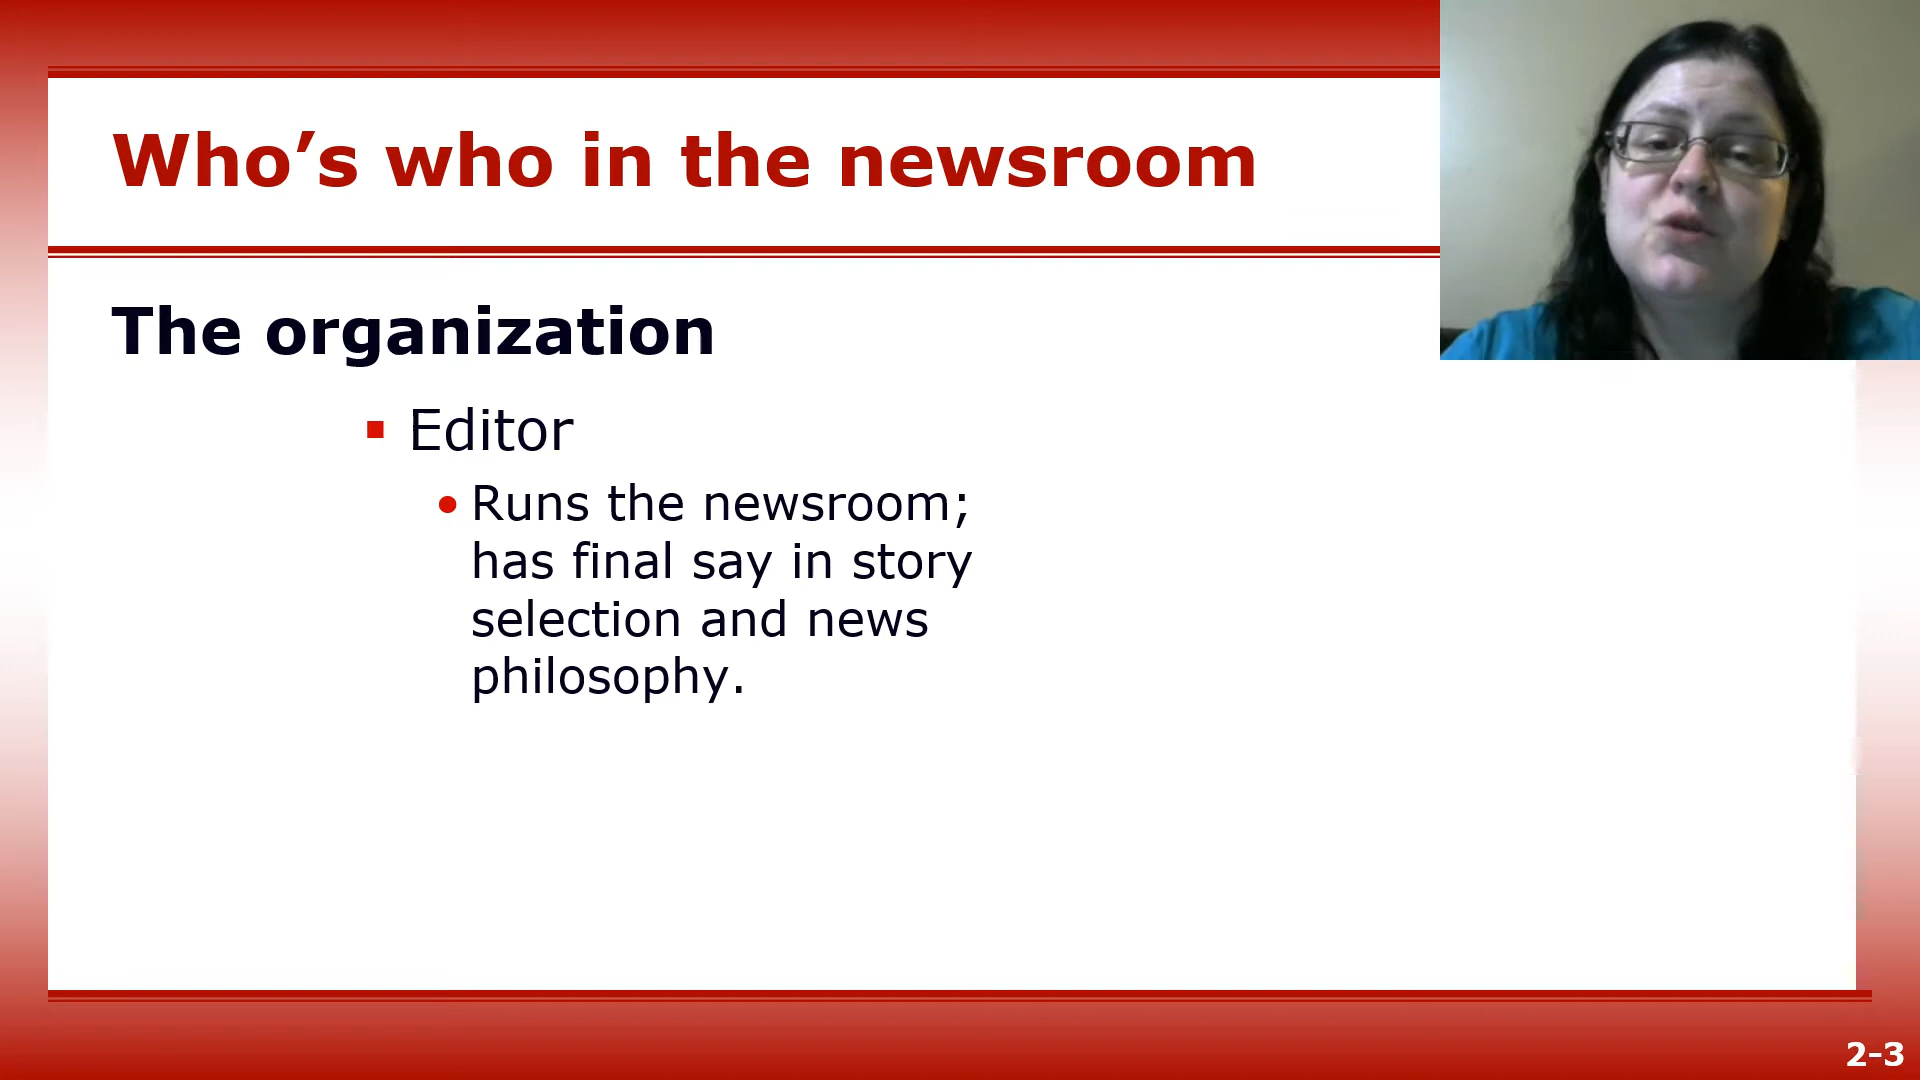 Who’s who in the newsroom
The organization
Editor
Runs the newsroom;
has final say in story
selection and news
philosophy.
2-3